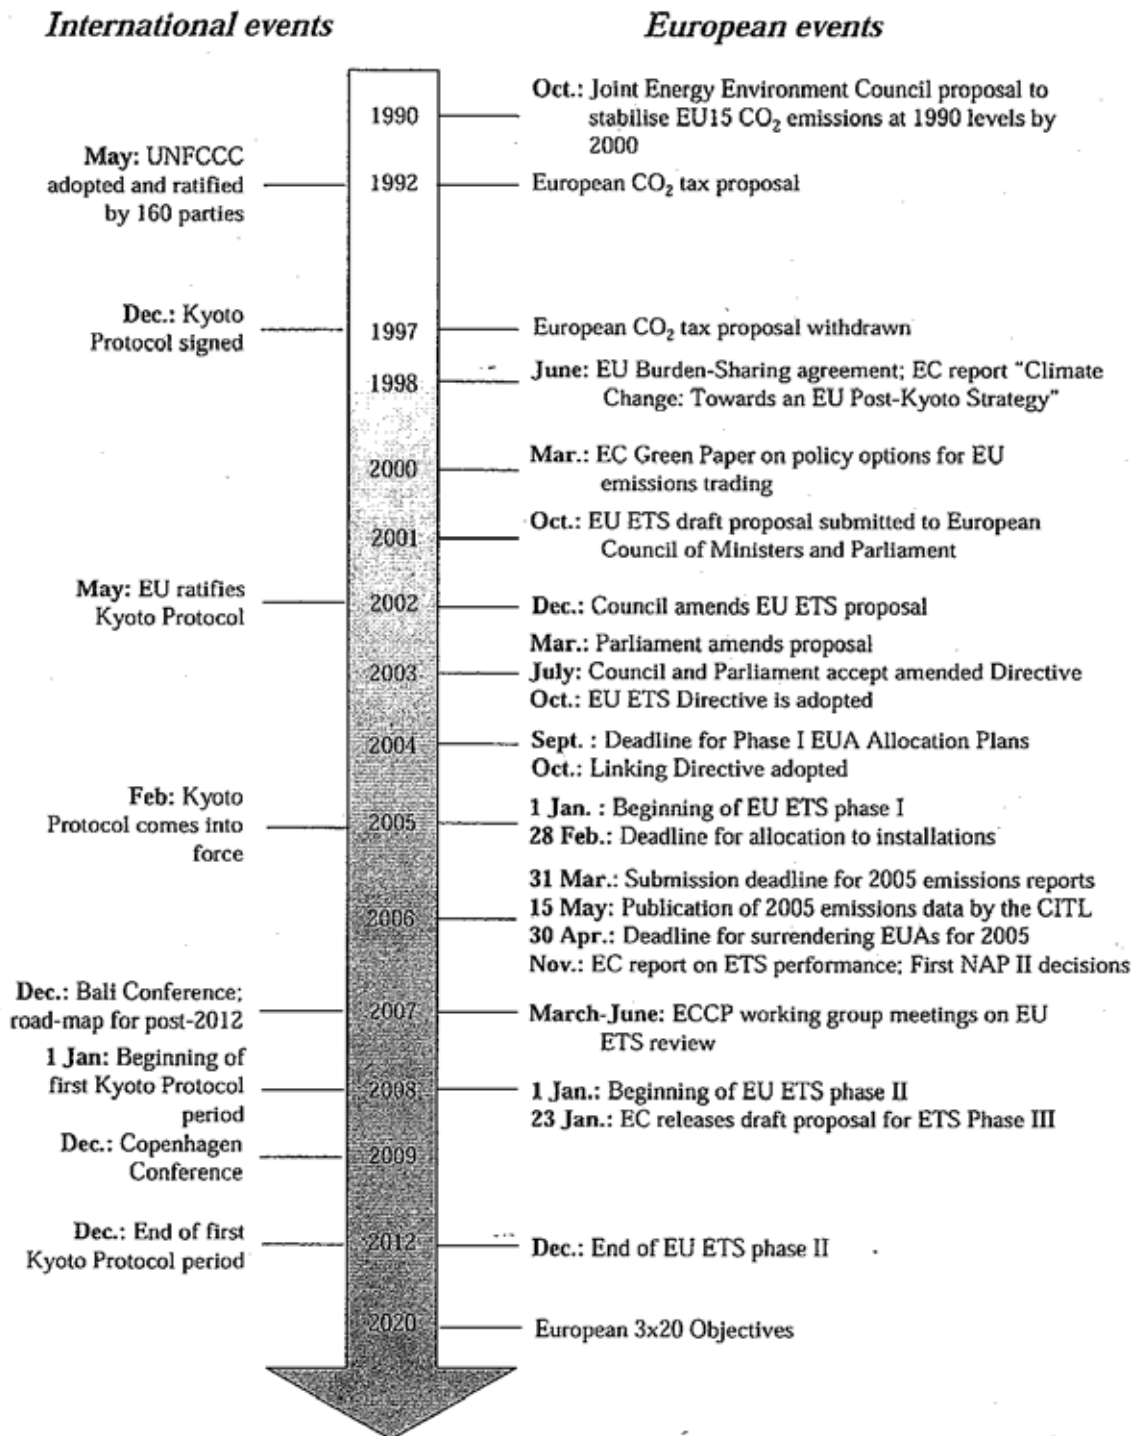 International events
European events
1990
Oct.: Joint Energy Environment Council proposal to
stabilise EU15 CO₂ emissions at 1990 levels by
2000
May: UNFCCC
adopted and ratified
by 160 parties
1992
European CO₂ tax proposal
Dec.: Kyoto
Protocol signed
1997
European CO₂ tax proposal withdrawn
1998
June: EU Burden-Sharing agreement; EC report "Climate
Change: Towards an EU Post-Kyoto Strategy"
2000
Mar.: EC Green Paper on policy options for EU
emissions trading
2001
Oct.: EU ETS draft proposal submitted to European
Council of Ministers and Parliament
May: EU ratifies
Kyoto Protocol
2002
Dec.: Council amends EU ETS proposal
2003
Mar.: Parliament amends proposal
July: Council and Parliament accept amended Directive
Oct.: EU ETS Directive is adopted
2004
Sept. : Deadline for Phase I EUA Allocation Plans
Oct.: Linking Directive adopted
Feb: Kyoto
Protocol comes into
force
2005
1 Jan. : Beginning of EU ETS phase I
28 Feb.: Deadline for allocation to installations
2006
31 Mar.: Submission deadline for 2005 emissions reports
15 May: Publication of 2005 emissions data by the CITL
30 Apr.: Deadline for surrendering EUAs for 2005
Nov.: EC report on ETS performance; First NAP II decisions
Dec.: Bali Conference;
road-map for post-2012
2007
March-June: ECCP working group meetings on EU
ETS review
1 Jan: Beginning of
first Kyoto Protocol
period
2008
1 Jan.: Beginning of EU ETS phase II
23 Jan.: EC releases draft proposal for ETS Phase III
Dec.: Copenhagen
Conference
2009
Dec.: End of first
Kyoto Protocol period
2012
Dec.: End of EU ETS phase II
2020
European 3x20 Objectives